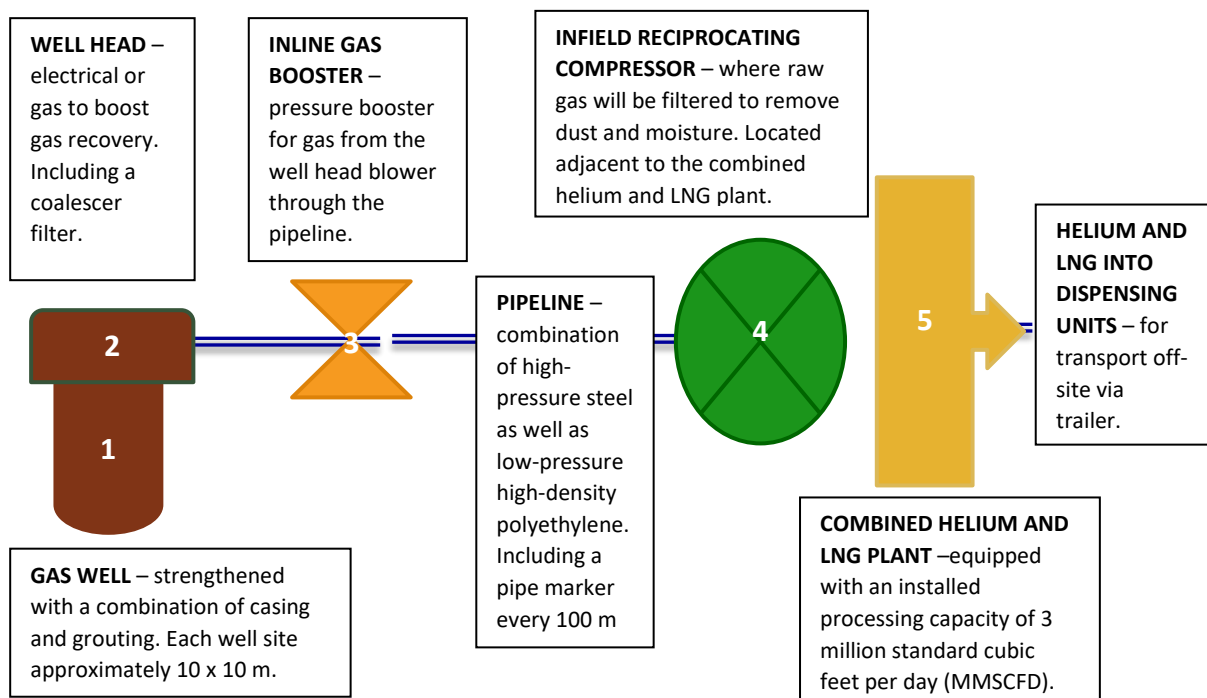 WELL HEAD –
electrical or
gas to boost
gas recovery.
Including a
coalescer
filter.
INLINE GAS
BOOSTER –
pressure booster
for gas from the
well head blower
through the
pipeline.
INFIELD RECIPROCATING
COMPRESSOR – where raw
gas will be filtered to remove
dust and moisture. Located
adjacent to the combined
helium and LNG plant.
HELIUM AND
LNG INTO
DISPENSING
UNITS – for
transport off-
site via
trailer.
2
3
4
5
1
PIPELINE –
combination
of high-
pressure steel
as well as
low-pressure
high-density
polyethylene.
Including a
pipe marker
every 100 m
GAS WELL – strengthened
with a combination of casing
and grouting. Each well site
approximately 10 x 10 m.
COMBINED HELIUM AND
LNG PLANT –equipped
with an installed
processing capacity of 3
million standard cubic
feet per day (MMSCFD).